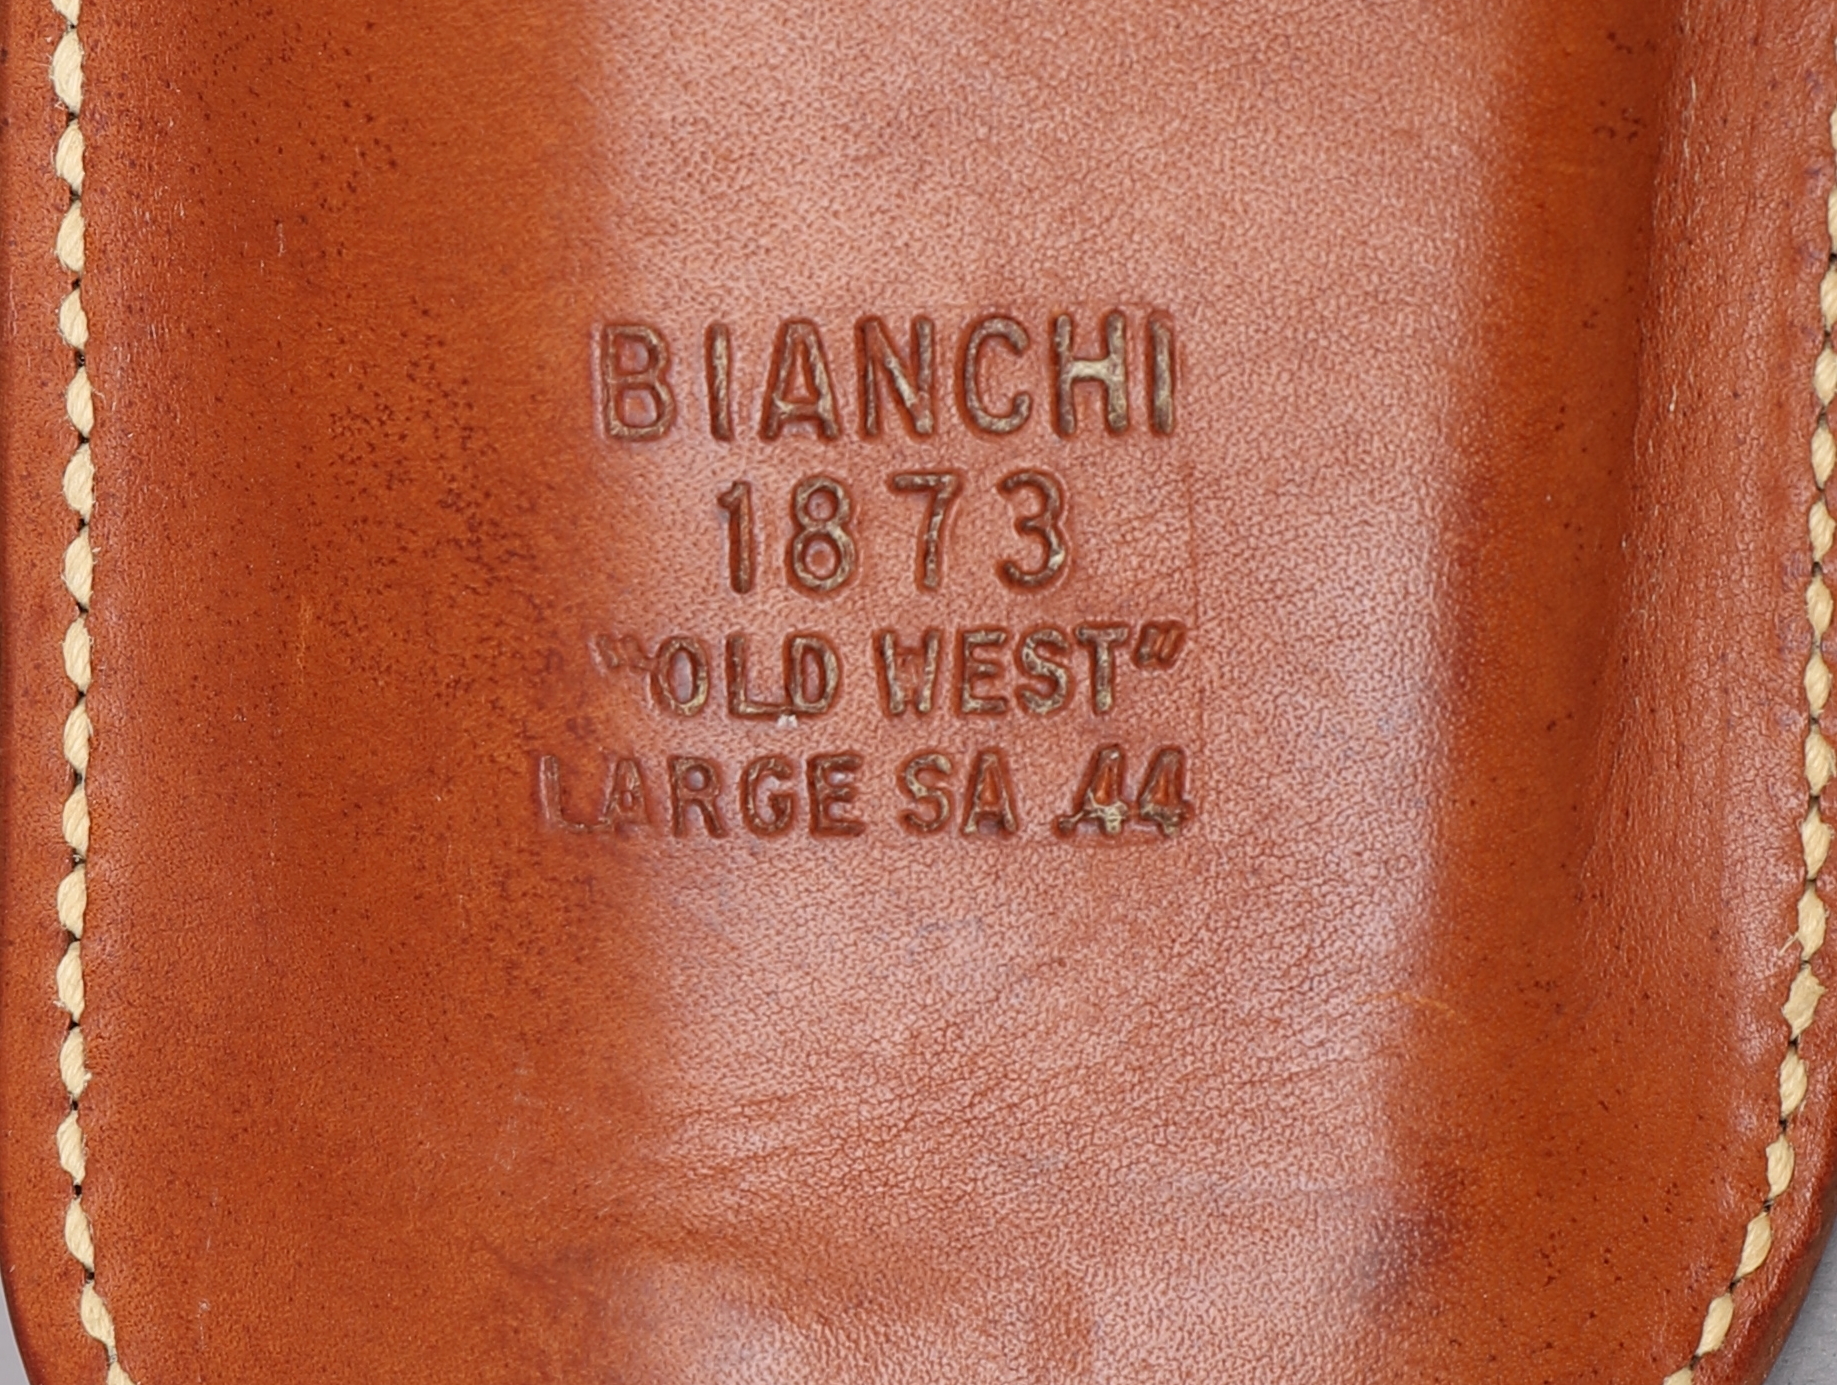 BIANCHI
1873
"OLD WEST"
LARGE SA .44